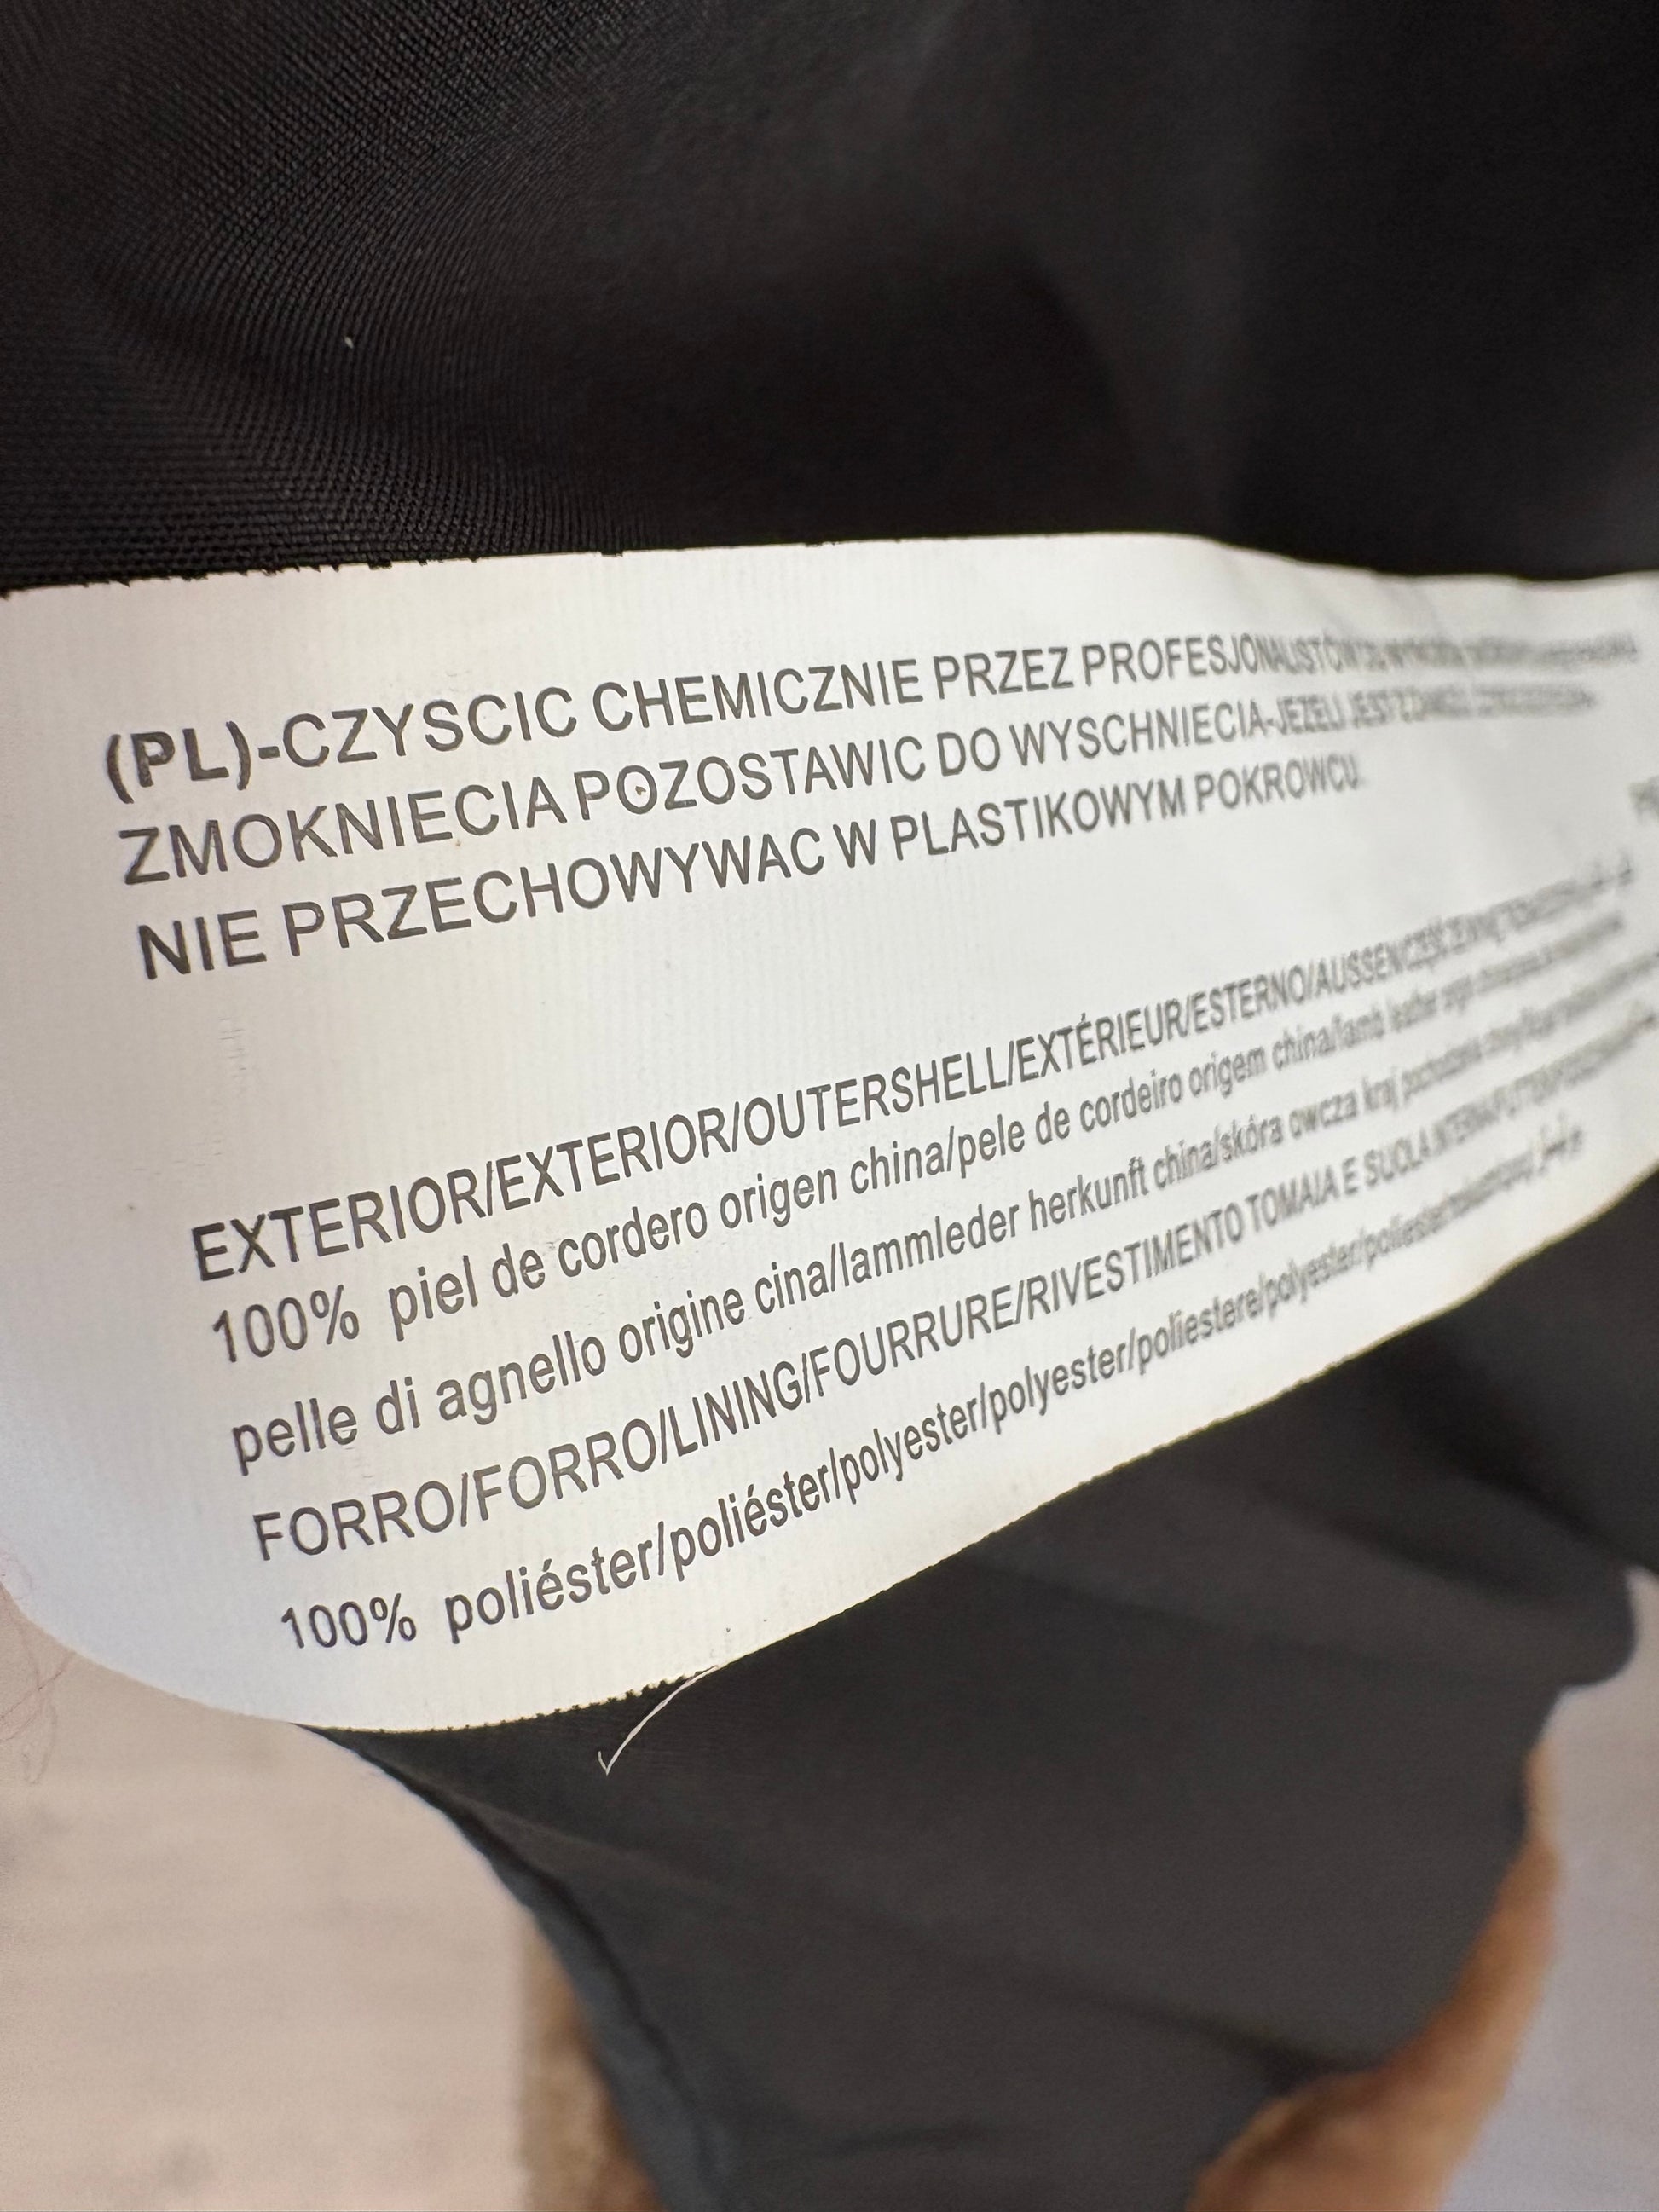 (PL)-CZYSCIC CHEMICZNIE PRZEZ PROFESJONALISTÓW
ZMOKNIECIA POZOSTAWIC DO WYSCHNIECIA-JEZELI JEST
NIE PRZECHOWYWAC W PLASTIKOWYM POKROWCU.
EXTERIOR/EXTERIOR/OUTERSHELL/EXTÉRIEUR/ESTERNO/AUSSEN/
100% piel de cordero origen china/pele de cordeiro origem china/lamb leather
pelle di agnello origine cina/lammleder herkunft china/skóra owcza kraj pochodzenia
FORRO/FORRO/LINING/FOURRURE/RIVESTIMENTO TOMAIA E SUOLA INTERNA/
100% poliéster/poliéster/polyester/polyester/poliestere/polyester/poliester/